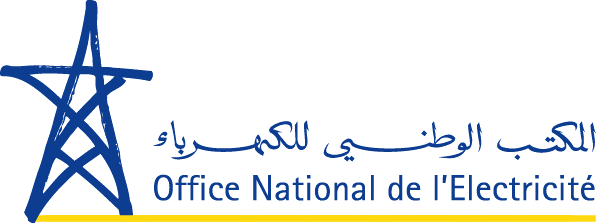 المكتب الوطني للكهرباء
Office National de l'Electricité